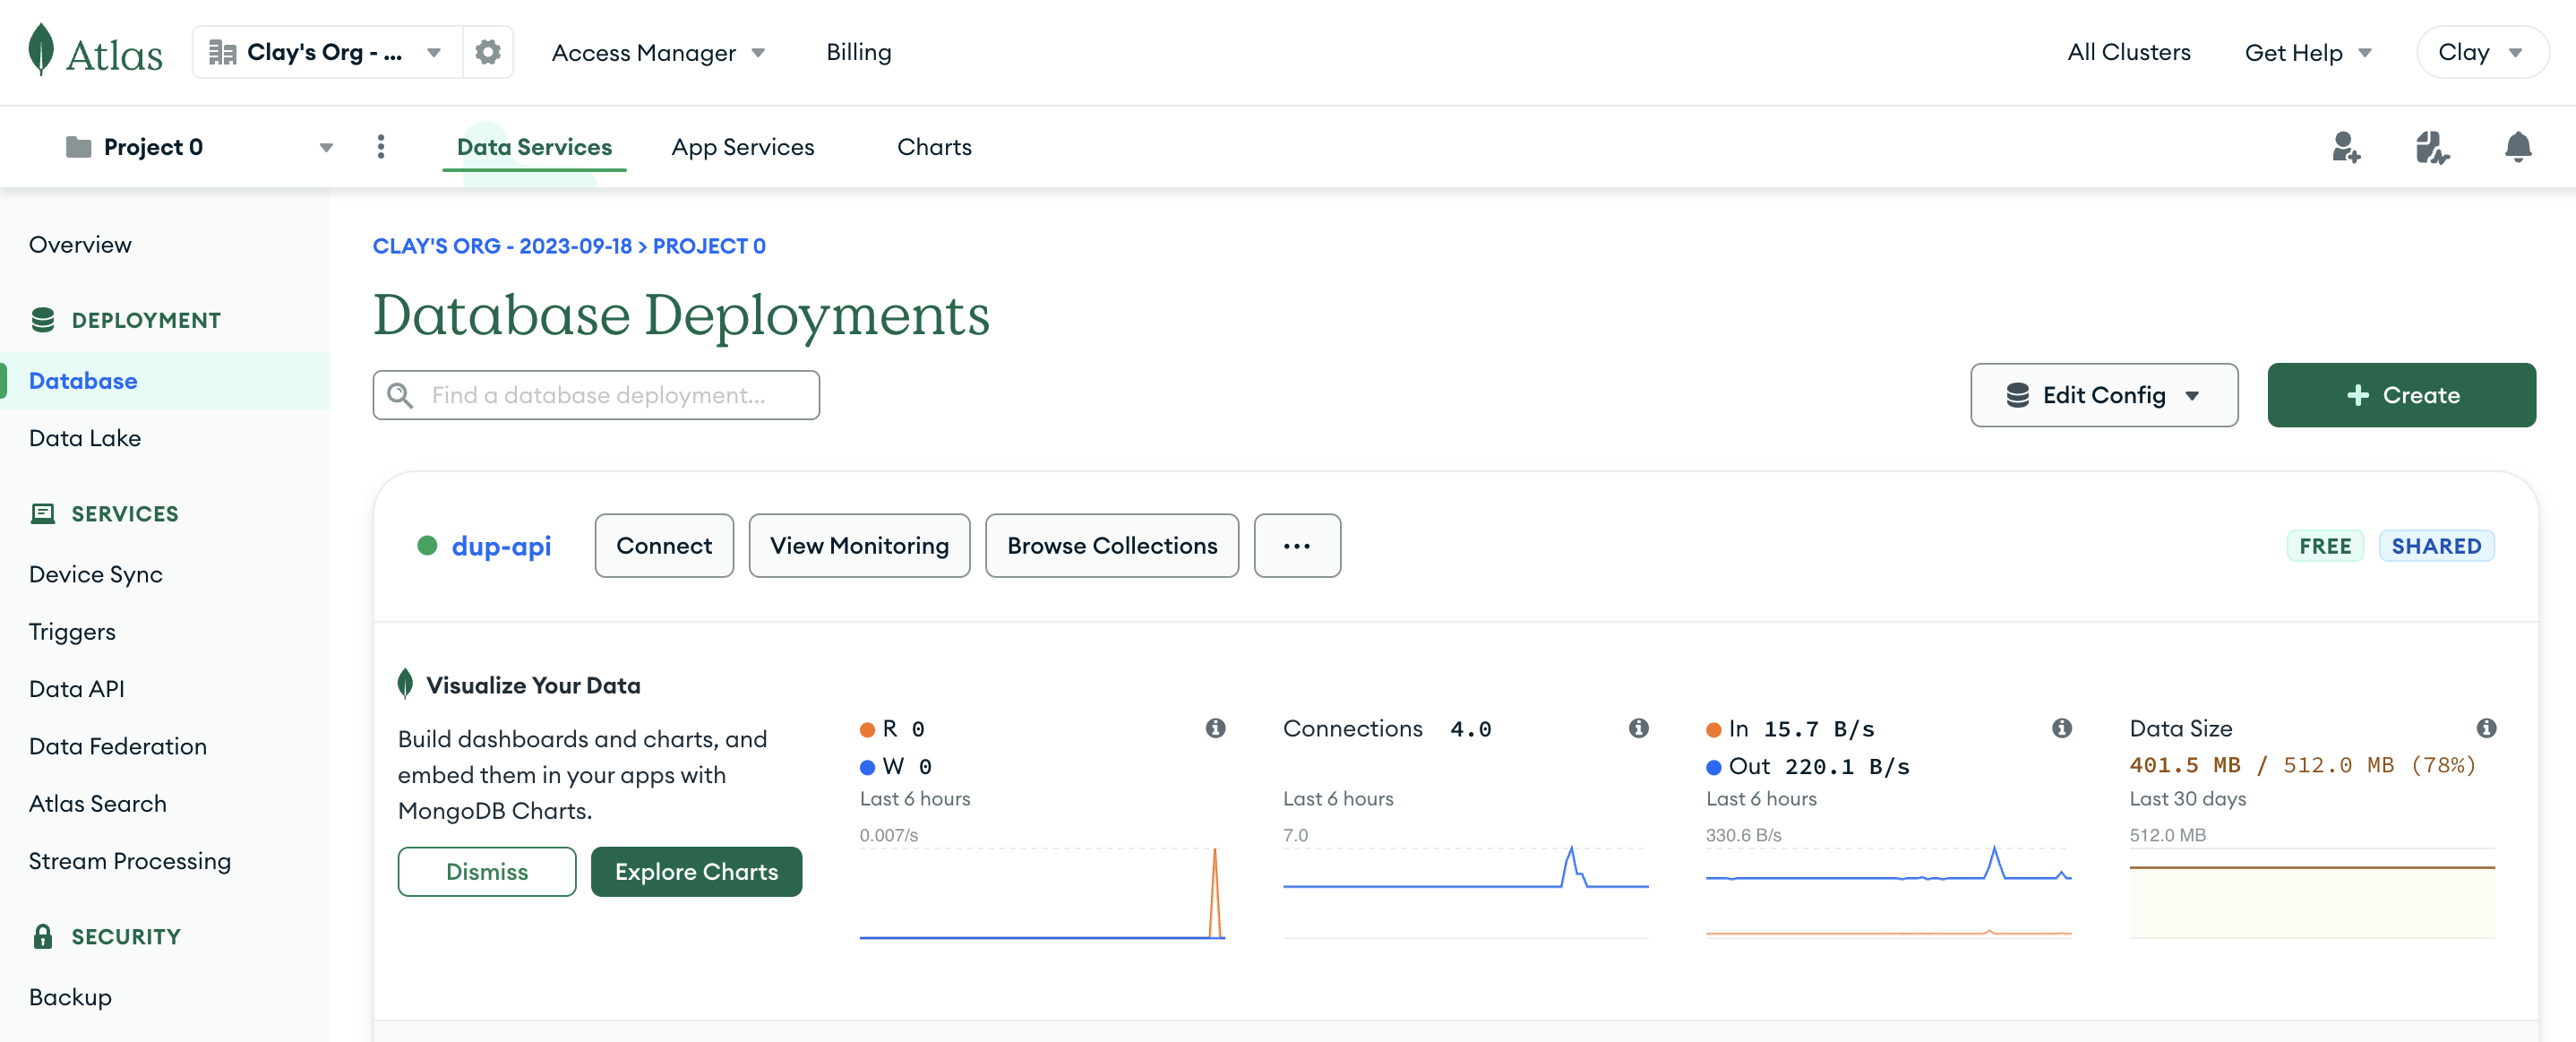 Atlas
Clay's Org - ...
Access Manager
Billing
All Clusters
Get Help
Clay
Project 0
Data Services
App Services
Charts
Overview
DEPLOYMENT
Database
Data Lake
SERVICES
Device Sync
Triggers
Data API
Data Federation
Atlas Search
Stream Processing
SECURITY
Backup
CLAY'S ORG - 2023-09-18 > PROJECT 0
Database Deployments
Find a database deployment...
Edit Config
+ Create
dup-api
Connect
View Monitoring
Browse Collections
...
FREE
SHARED
Visualize Your Data
Build dashboards and charts, and
embed them in your apps with
MongoDB Charts.
Dismiss
Explore Charts
R 0
W 0
Last 6 hours
0.007/s
Connections 4.0
Last 6 hours
7.0
In 15.7 B/s
Out 220.1 B/s
Last 6 hours
330.6 B/s
Data Size
401.5 MB / 512.0 MB (78%)
Last 30 days
512.0 MB